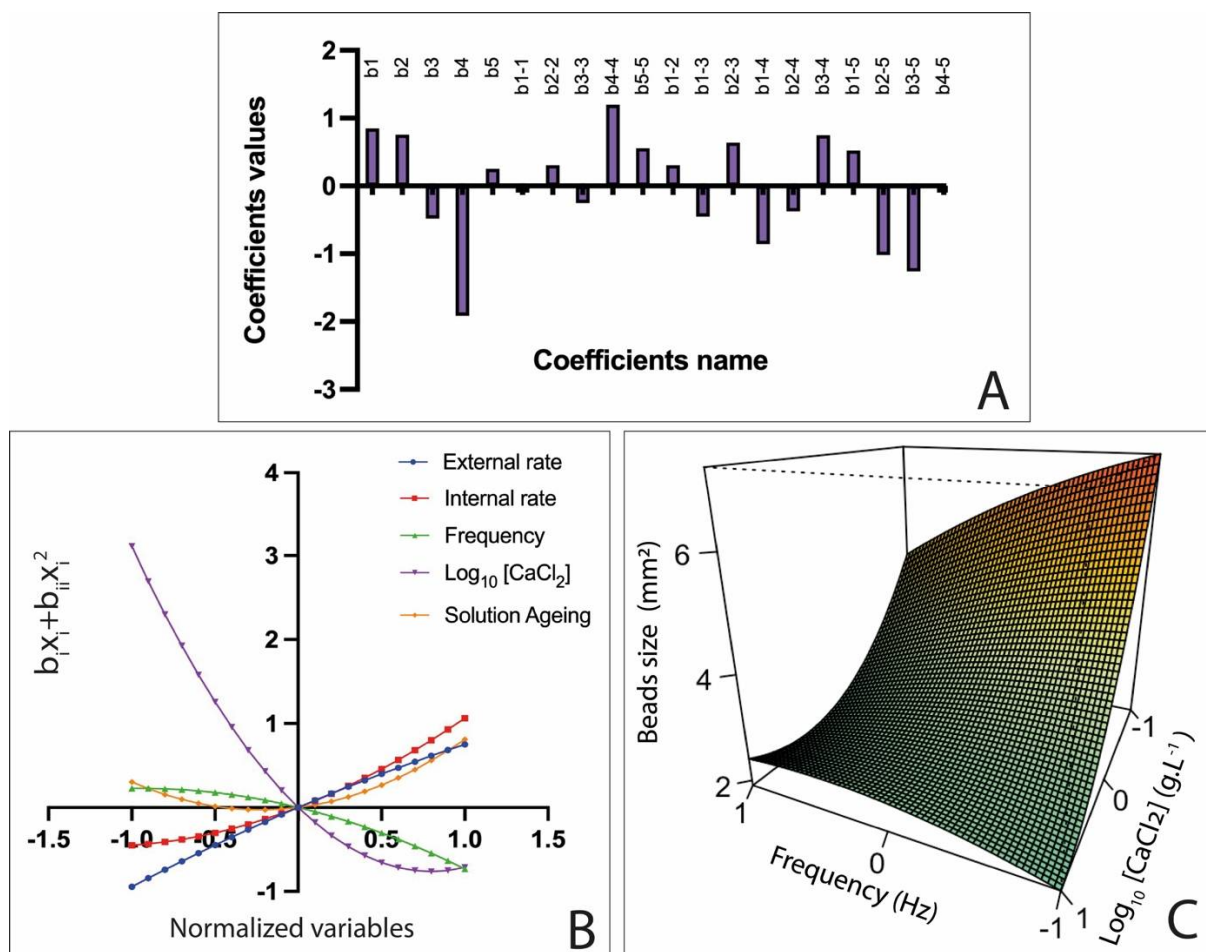 2
b1 b2 b3 b4 b5 b1-1 b2-2 b3-3 b4-4 b5-5 b1-2 b1-3 b2-3 b1-4 b2-4 b3-4 b1-5 b2-5 b3-5 b4-5
1
0
-1
-2
-3
Coefficients values
Coefficients name
A
4
3
2
1
-1
-1.5 -1.0 -0.5 0.5 1.0 1.5
bᵢxᵢ+bᵢᵢxᵢ²
External rate
Internal rate
Frequency
Log₁₀ [CaCl₂]
Solution Ageing
Normalized variables
B
Beads size (mm²)
6
4
2
1
0
-1
Frequency (Hz)
-1
0
1
Log₁₀ [CaCl₂] (g.L⁻¹)
C